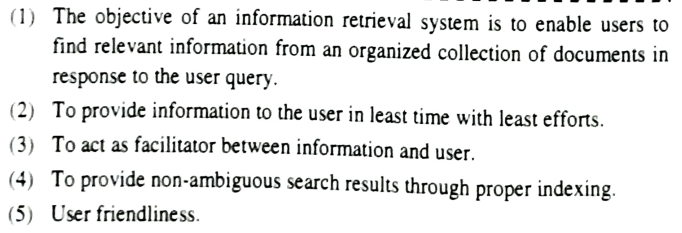 (1) The objective of an information retrieval system is to enable users to
find relevant information from an organized collection of documents in
response to the user query.
(2) To provide information to the user in least time with least efforts.
(3) To act as facilitator between information and user.
(4) To provide non-ambiguous search results through proper indexing.
(5) User friendliness.